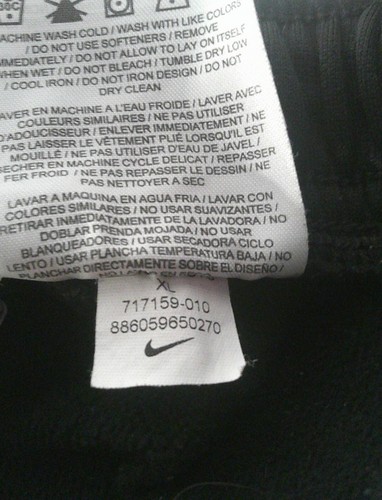 30C
MACHINE WASH COLD / WASH WITH LIKE COLORS
/ DO NOT USE SOFTENERS / REMOVE
IMMEDIATELY / DO NOT ALLOW TO LAY ON ITSELF
WHEN WET / DO NOT BLEACH / TUMBLE DRY LOW
/ COOL IRON / DO NOT IRON DESIGN / DO NOT
DRY CLEAN
LAVER EN MACHINE A L'EAU FROIDE / LAVER AVEC
COULEURS SIMILAIRES / NE PAS UTILISER
D'ADOUCISSEUR / ENLEVER IMMEDIATEMENT / NE
PAS LAISSER LE VÊTEMENT PLIÉ LORSQU'IL EST
MOUILLÉ / NE PAS UTILISER D'EAU DE JAVEL /
SECHER EN MACHINE CYCLE DELICAT / REPASSER
FER FROID / NE PAS REPASSER LE DESSIN / NE
PAS NETTOYER A SEC
LAVAR A MAQUINA EN AGUA FRIA / LAVAR CON
COLORES SIMILARES / NO USAR SUAVIZANTES /
RETIRAR INMEDIATAMENTE DE LA LAVADORA / NO
DOBLAR PRENDA MOJADA / NO USAR
BLANQUEADORES / USAR SECADORA CICLO
LENTO / USAR PLANCHA TEMPERATURA BAJA / NO
PLANCHAR DIRECTAMENTE SOBRE EL DISEÑO /
XL
717159-010
886059650270